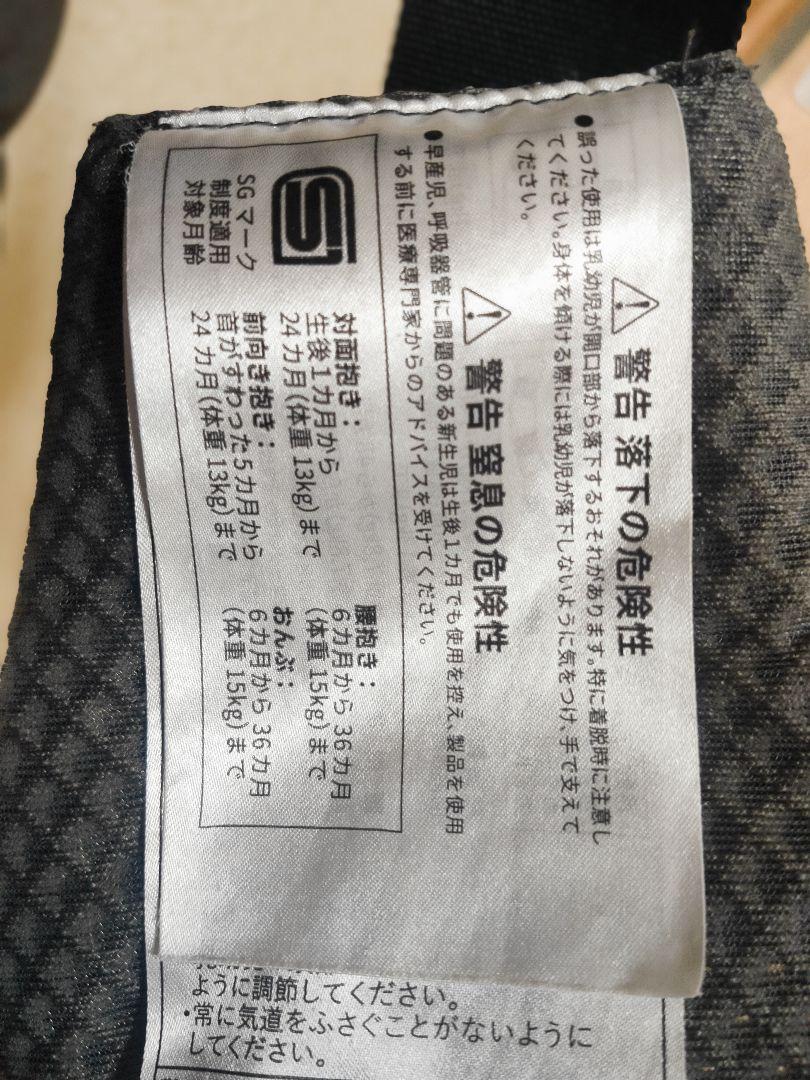 警告 落下の危険性
●誤った使用は乳幼児が開口部から落下するおそれがあります。特に着脱時に注意し
てください。身体を傾ける際には乳幼児が落下しないように気をつけ、手で支えて
ください。
警告 窒息の危険性
●早産児、呼吸器管に問題のある新生児は生後1カ月でも使用を控え、製品を使用
する前に医療専門家からのアドバイスを受けてください。
SGマーク
制度適用
対象月齢
対面抱き：
生後1カ月から
24カ月(体重13kg)まで
前向き抱き：
首がすわった5カ月から
24カ月(体重13kg)まで
腰抱き：
6カ月から36カ月
(体重15kg)まで
おんぶ：
6カ月から36カ月
(体重15kg)まで
ように調節してください。
・常に気道をふさぐことがないように
してください。